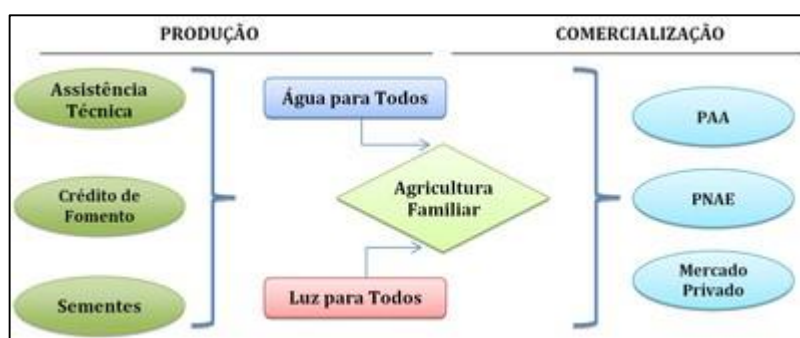 PRODUÇÃO
COMERCIALIZAÇÃO
Assistência
Técnica
Crédito de
Fomento
Sementes
Água para Todos
Agricultura
Familiar
Luz para Todos
PAA
PNAE
Mercado
Privado